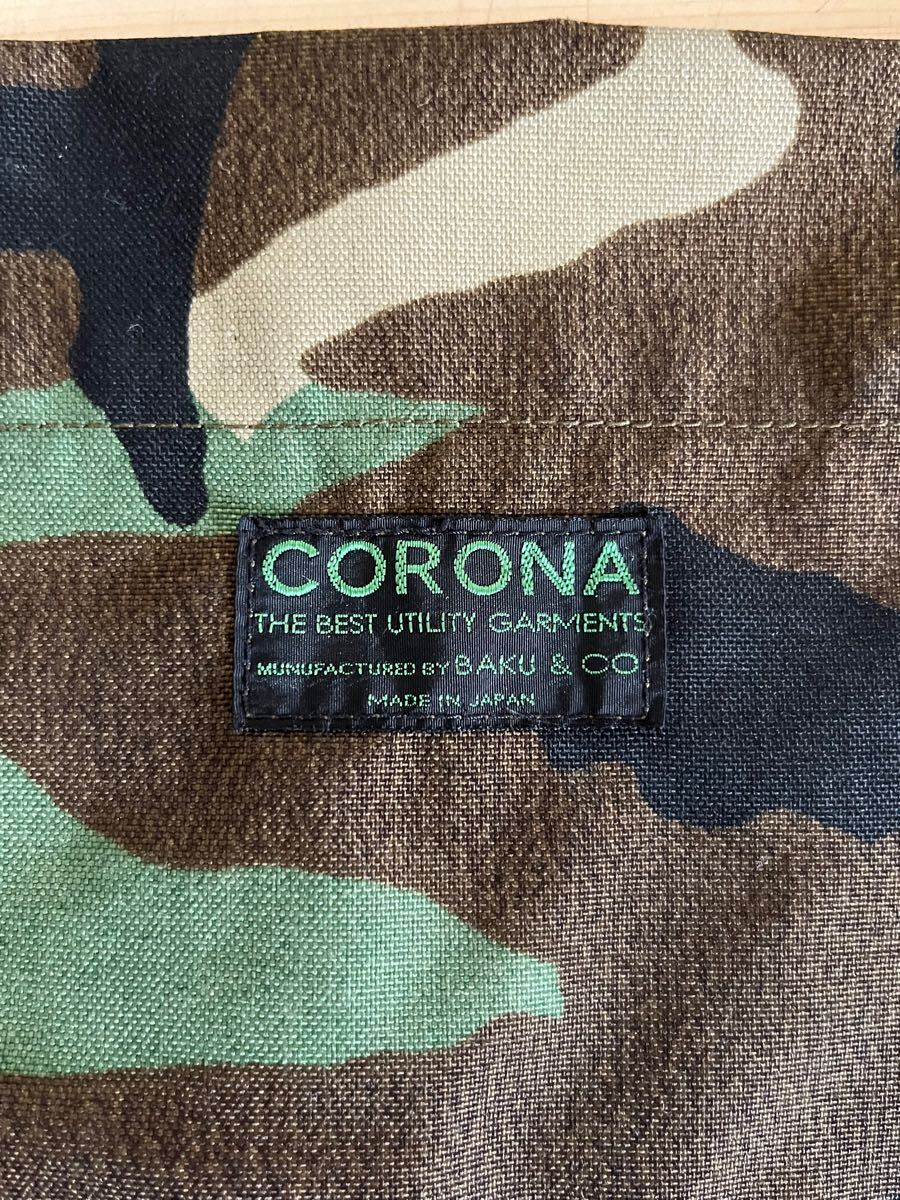 CORONA
THE BEST UTILITY GARMENTS
MUNUFACTURED BY BAKU & CO
MADE IN JAPAN